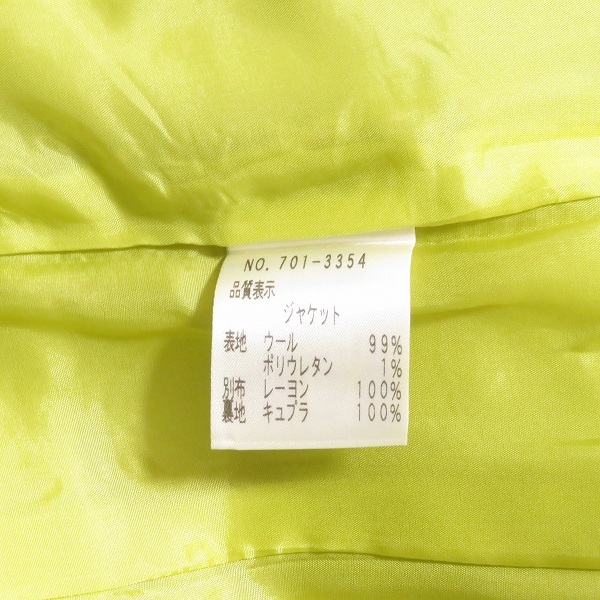 NO. 701-3354
品質表示
ジャケット
表地 ウール 99%
ポリウレタン 1%
別布 レーヨン 100%
裏地 キュプラ 100%